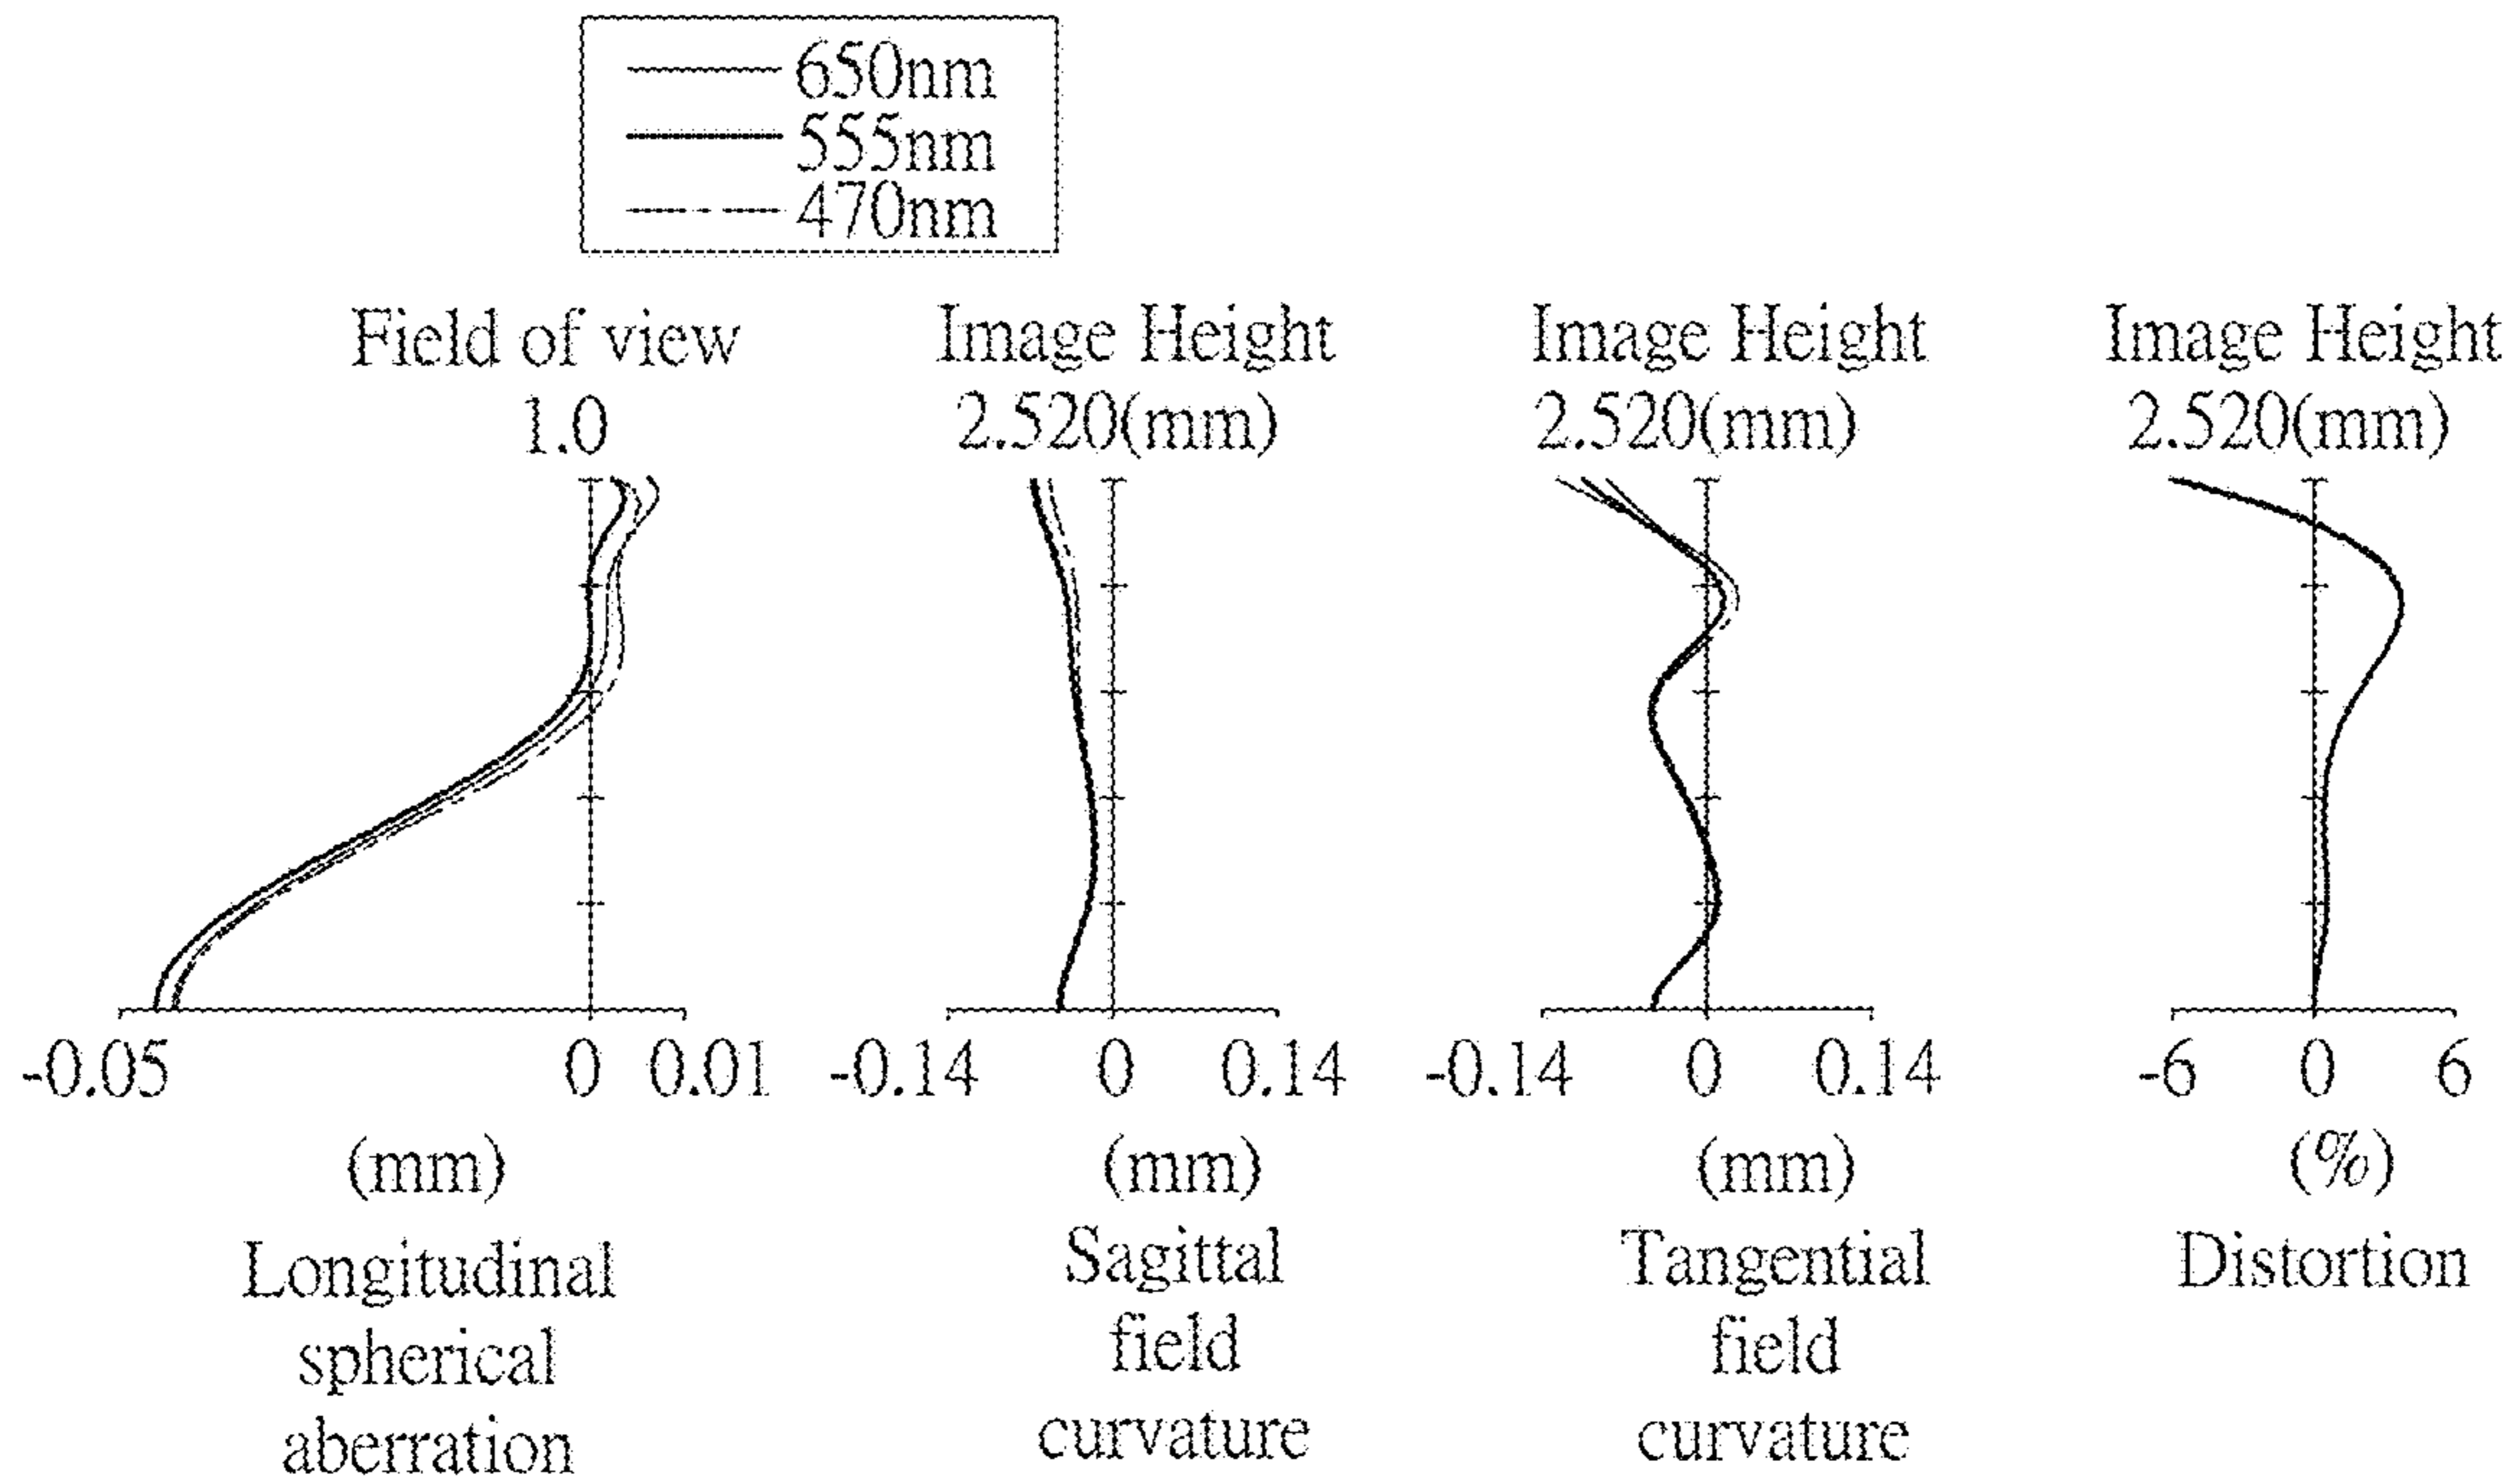 650nm
555nm
470nm
Field of view
1.0
-0.05 0 0.01
(mm)
Longitudinal
spherical
aberration
Image Height
2.520(mm)
-0.14 0 0.14
(mm)
Sagittal
field
curvature
Image Height
2.520(mm)
-0.14 0 0.14
(mm)
Tangential
field
curvature
Image Height
2.520(mm)
-6 0 6
(%)
Distortion